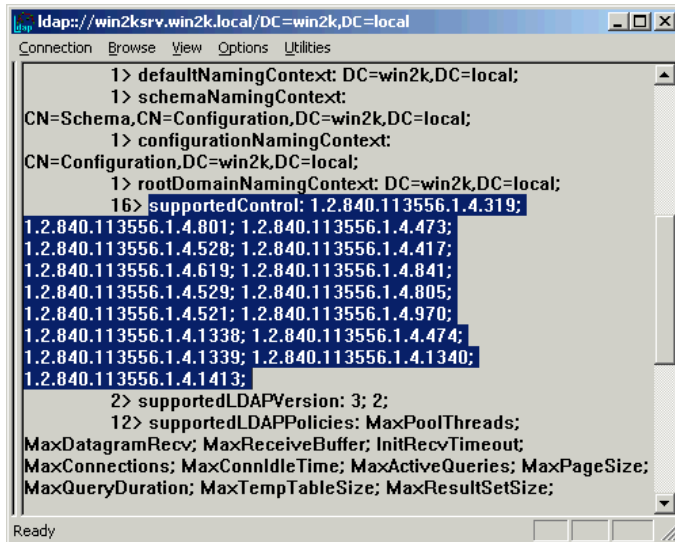 ldap ldap://win2ksrv.win2k.local/DC=win2k,DC=local
Connection Browse View Options Utilities
1> defaultNamingContext: DC=win2k,DC=local;
1> schemaNamingContext:
CN=Schema,CN=Configuration,DC=win2k,DC=local;
1> configurationNamingContext:
CN=Configuration,DC=win2k,DC=local;
1> rootDomainNamingContext: DC=win2k,DC=local;
16> supportedControl: 1.2.840.113556.1.4.319;
1.2.840.113556.1.4.801; 1.2.840.113556.1.4.473;
1.2.840.113556.1.4.528; 1.2.840.113556.1.4.417;
1.2.840.113556.1.4.619; 1.2.840.113556.1.4.841;
1.2.840.113556.1.4.529; 1.2.840.113556.1.4.805;
1.2.840.113556.1.4.521; 1.2.840.113556.1.4.970;
1.2.840.113556.1.4.1338; 1.2.840.113556.1.4.474;
1.2.840.113556.1.4.1339; 1.2.840.113556.1.4.1340;
1.2.840.113556.1.4.1413;
2> supportedLDAPVersion: 3; 2;
12> supportedLDAPPolicies: MaxPoolThreads;
MaxDatagramRecv; MaxReceiveBuffer; InitRecvTimeout;
MaxConnections; MaxConnIdleTime; MaxActiveQueries; MaxPageSize;
MaxQueryDuration; MaxTempTableSize; MaxResultSetSize;
Ready